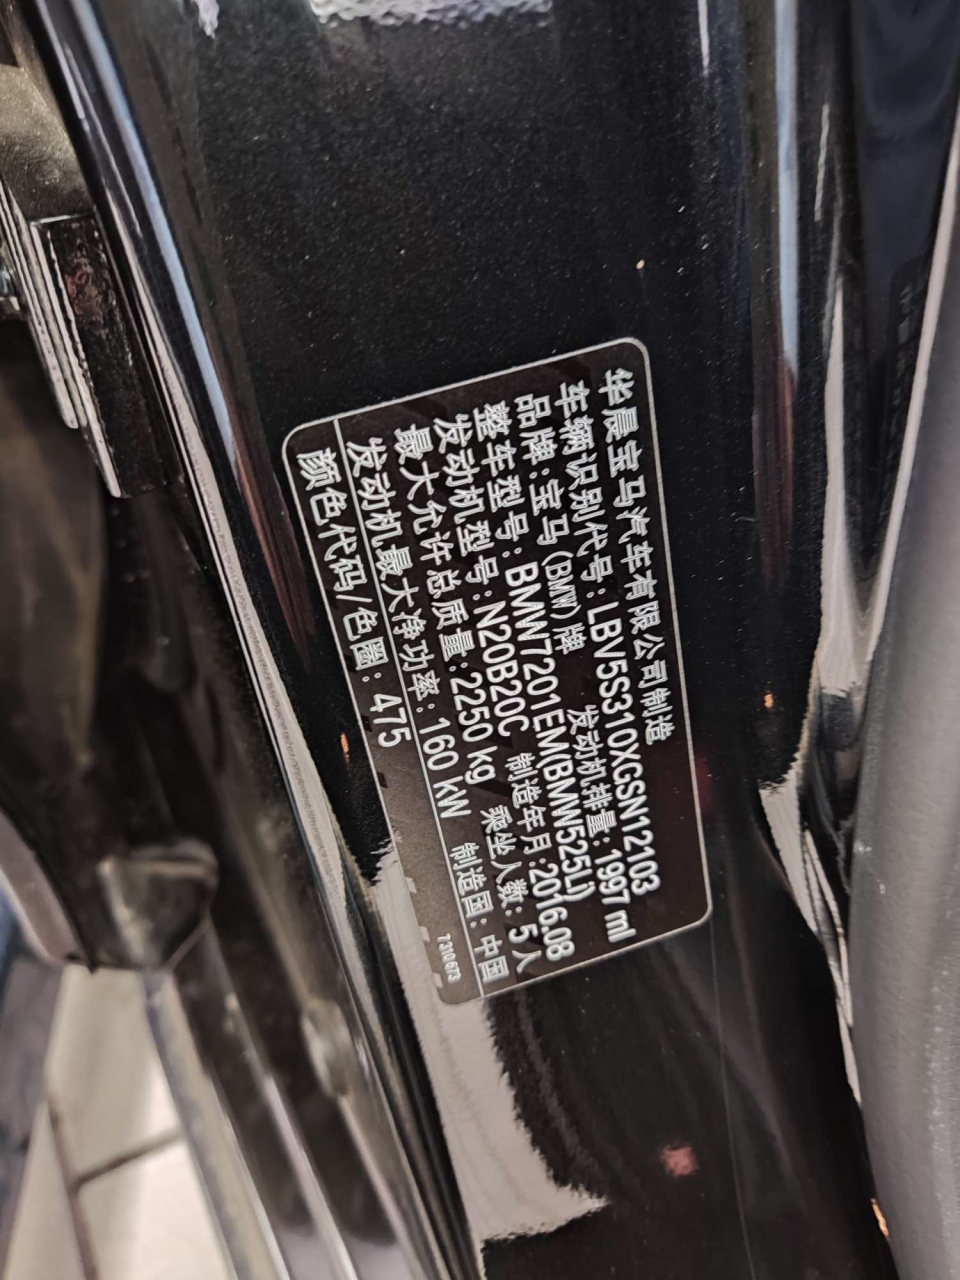 华晨宝马汽车有限公司制造
车辆识别代号: LBV5S310XGSN12103
品牌: 宝马(BMW)牌 发动机排量: 1997 ml
整车型号: BMW7201EM(BMW525Li)
发动机型号: N20B20C 制造年月: 2016.08
最大允许总质量: 2250 kg 乘坐人数: 5人
发动机最大净功率: 160 kW 制造国: 中国
颜色代码/色圈: 475 7310673